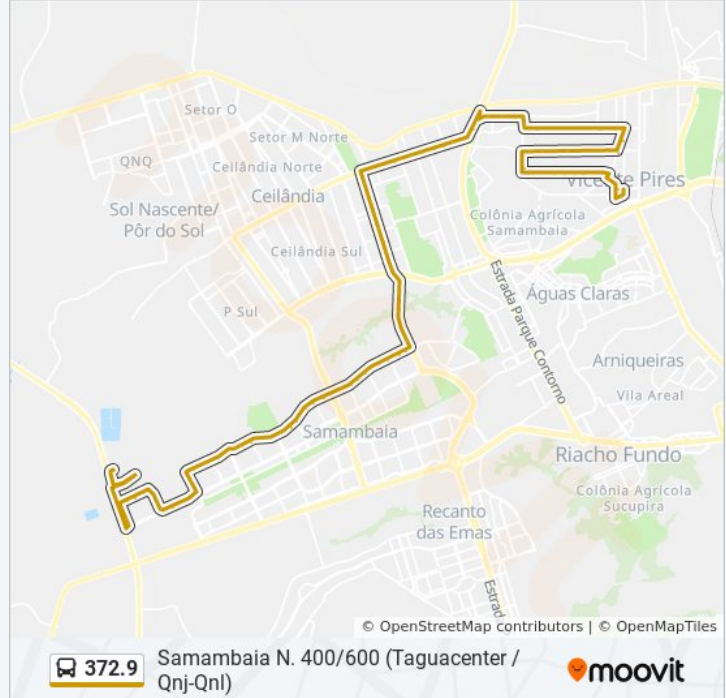 Setor O
Setor M Norte
QNQ
Ceilândia Norte
Ceilândia
Sol Nascente/
Pôr do Sol
Ceilândia Sul
P Sul
Vicente Pires
Colônia Agrícola
Samambaia
Estrada Parque Contorno
Águas Claras
Arniqueiras
Vila Areal
Samambaia
Riacho Fundo
Colônia Agrícola
Sucupira
Recanto
das Emas
Estrad
© OpenStreetMap contributors | © OpenMapTiles
372.9
Samambaia N. 400/600 (Taguacenter /
Qnj-Qnl)
moovit